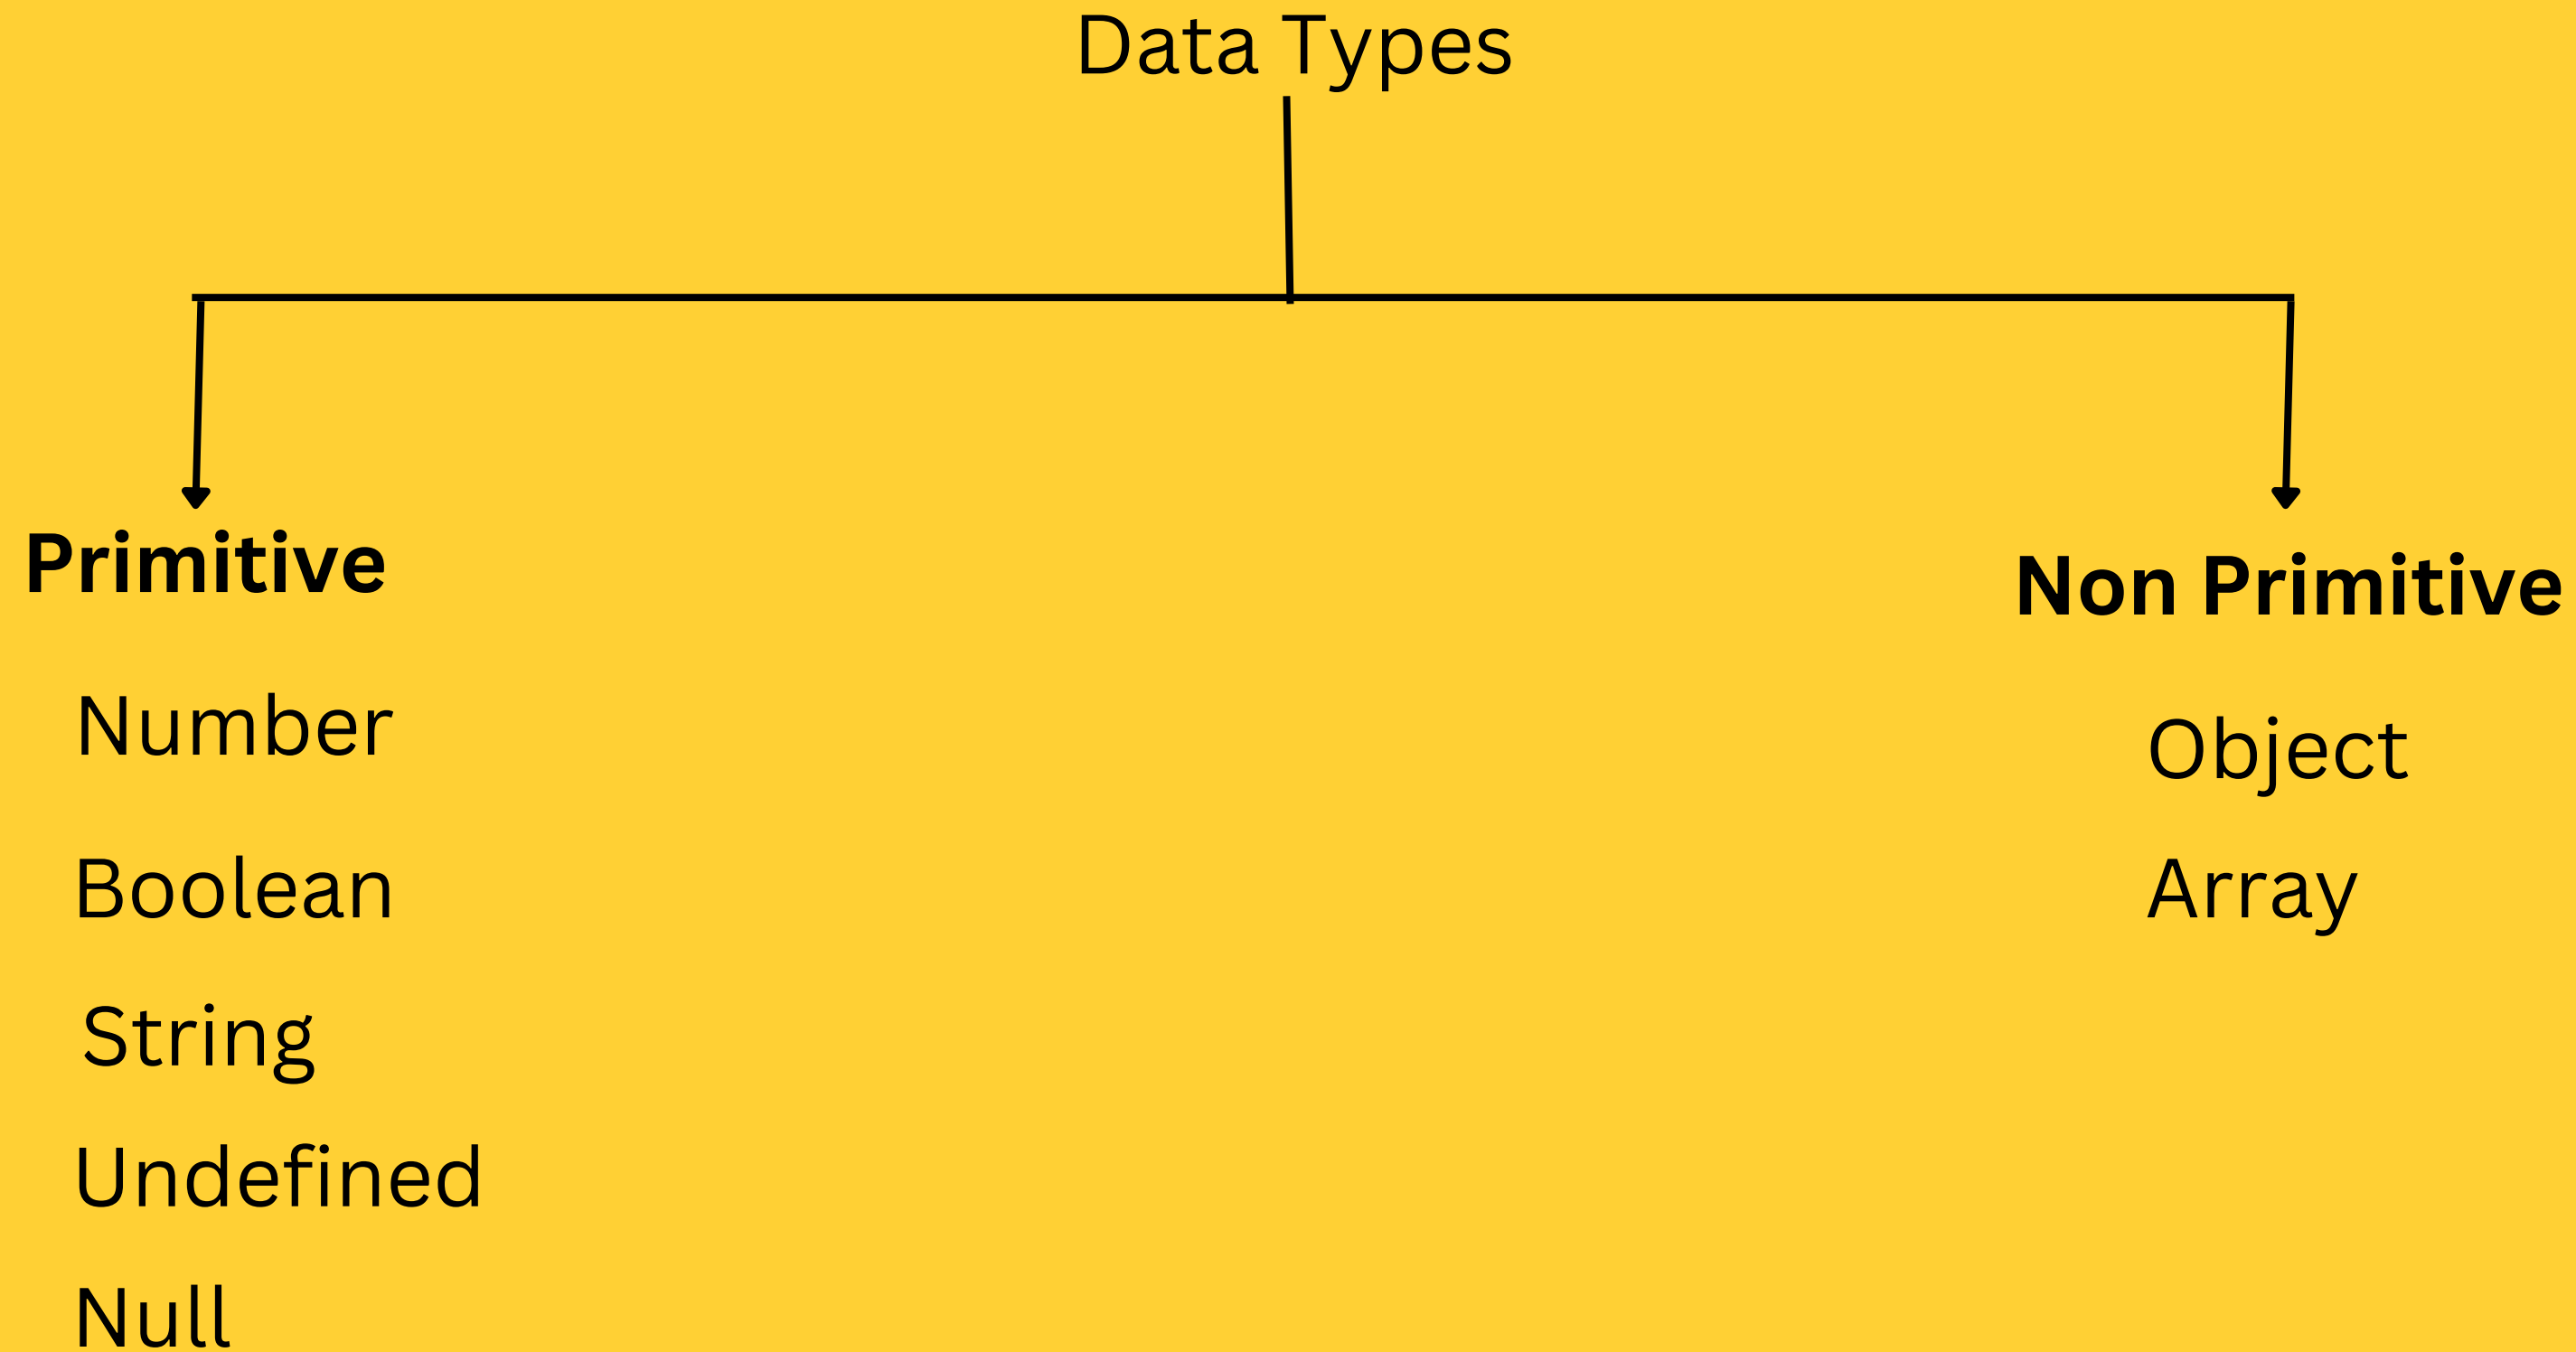 Data Types
Primitive
Number
Boolean
String
Undefined
Null
Non Primitive
Object
Array